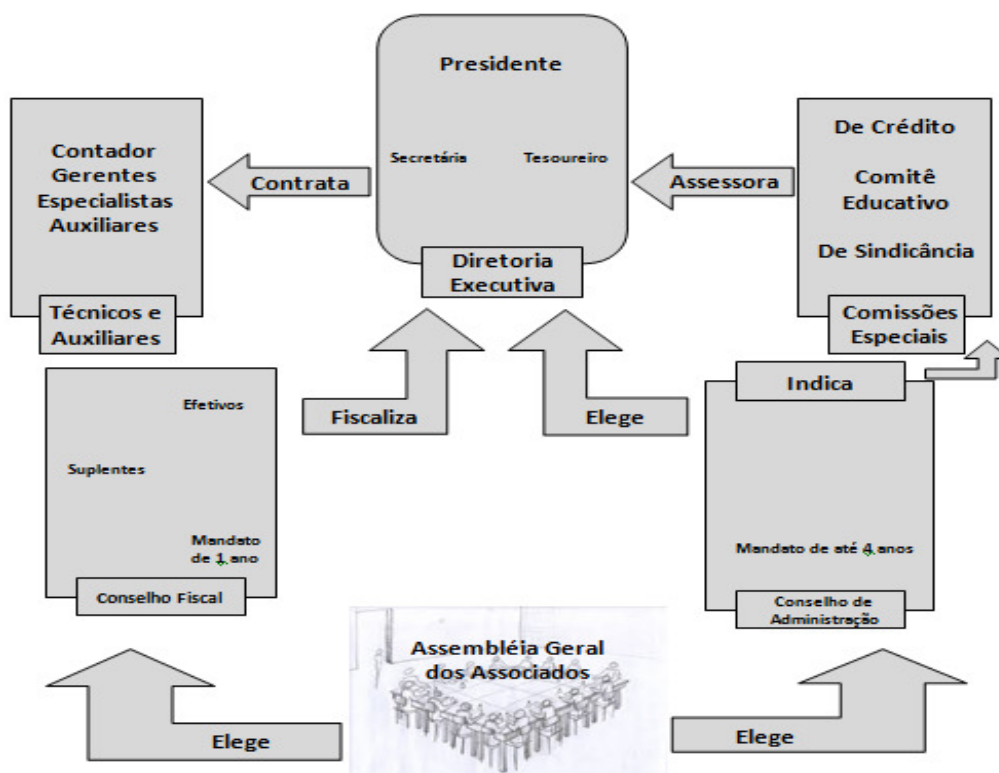 Presidente
Secretária
Tesoureiro
Diretoria
Executiva
Contrata
Contador
Gerentes
Especialistas
Auxiliares
Técnicos e
Auxiliares
Assessora
De Crédito
Comitê
Educativo
De Sindicância
Comissões
Especiais
Efetivos
Suplentes
Mandato
de 1 ano
Conselho Fiscal
Fiscaliza
Elege
Indica
Mandato de até 4 anos
Conselho de
Administração
Assembléia Geral
dos Associados
Elege
Elege